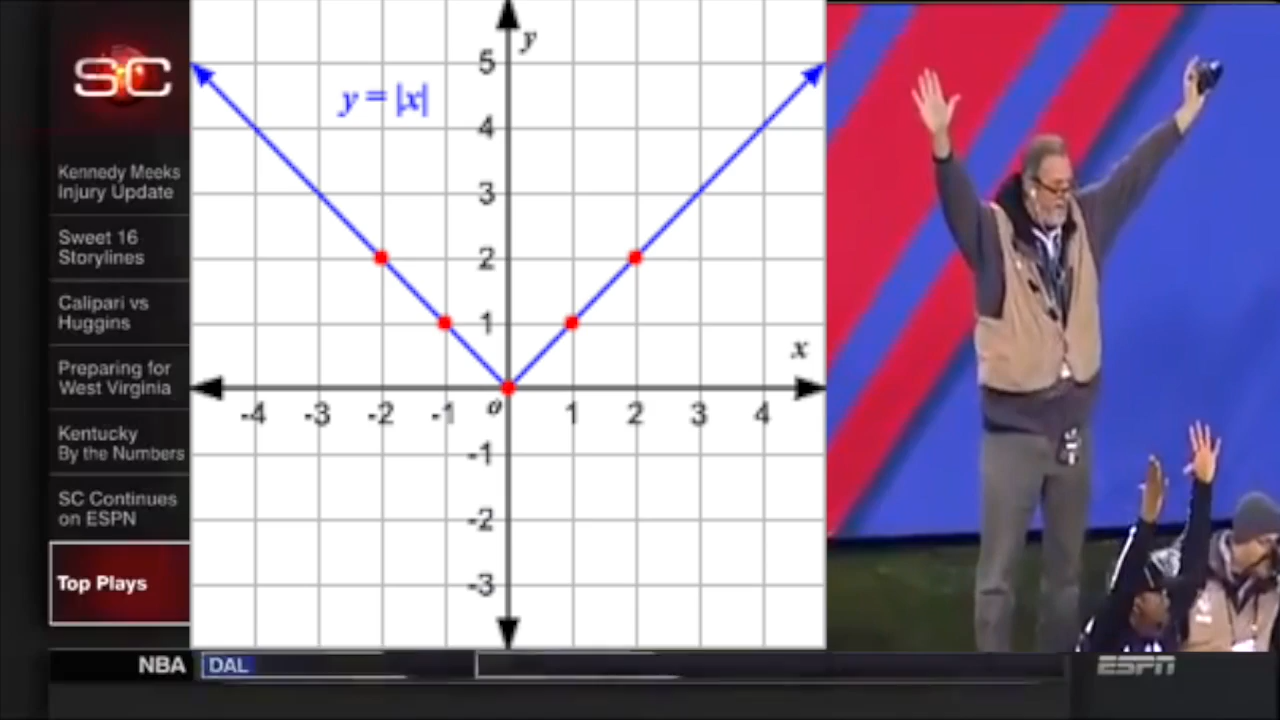 SC
Kennedy Meeks
Injury Update
Sweet 16
Storylines
Calipari vs
Huggins
Preparing for
West Virginia
Kentucky
By the Numbers
SC Continues
on ESPN
Top Plays
y
5
y = |x|
4
3
2
1
x
-4 -3 -2 -1 o 1 2 3 4
-1
-2
-3
NBA DAL
ESPN